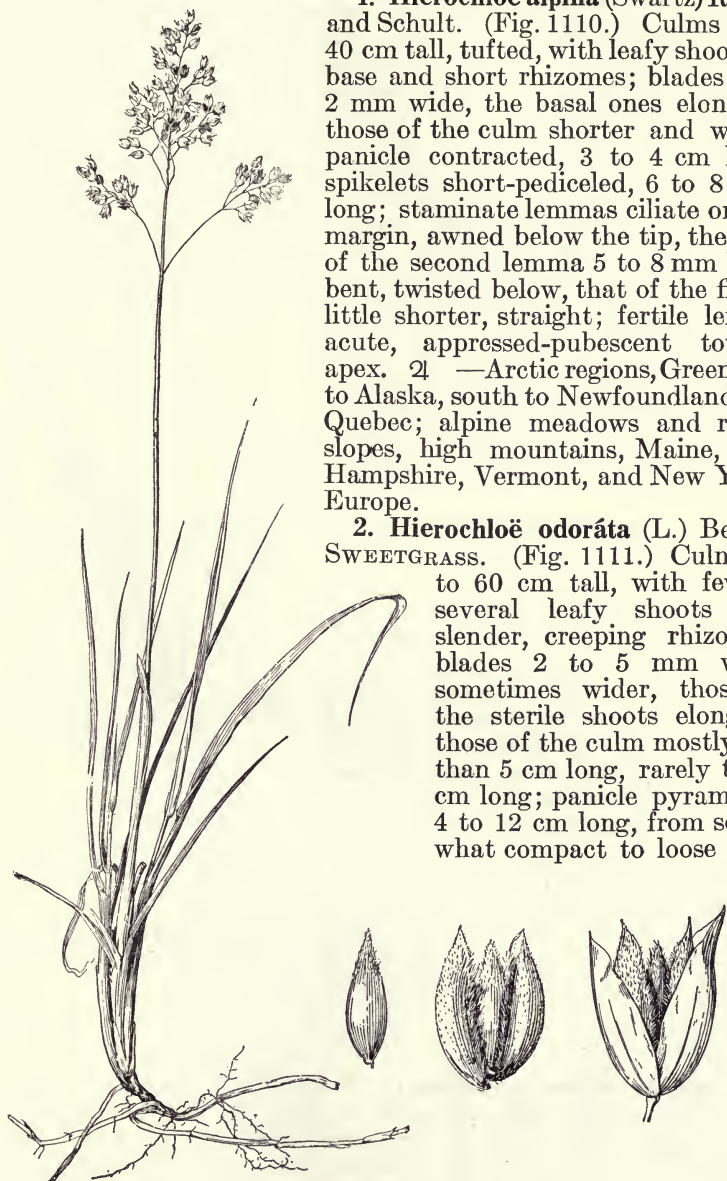 1. Hierochloë alpína (Swartz)
and Schult. (Fig. 1110.) Culms
40 cm tall, tufted, with leafy shoo
base and short rhizomes; blades
2 mm wide, the basal ones elon
those of the culm shorter and w
panicle contracted, 3 to 4 cm
spikelets short-pediceled, 6 to 8
long; staminate lemmas ciliate o
margin, awned below the tip, the
of the second lemma 5 to 8 mm
bent, twisted below, that of the fi
little shorter, straight; fertile le
acute, appressed-pubescent to
apex. ♃ —Arctic regions, Green
to Alaska, south to Newfoundland
Quebec; alpine meadows and r
slopes, high mountains, Maine,
Hampshire, Vermont, and New Y
Europe.
2. Hierochloë odoráta (L.) Be
SWEETGRASS. (Fig. 1111.) Culm
to 60 cm tall, with fe
several leafy shoots
slender, creeping rhizo
blades 2 to 5 mm
sometimes wider, thos
the sterile shoots elon
those of the culm mostly
than 5 cm long, rarely t
cm long; panicle pyram
4 to 12 cm long, from s
what compact to loose